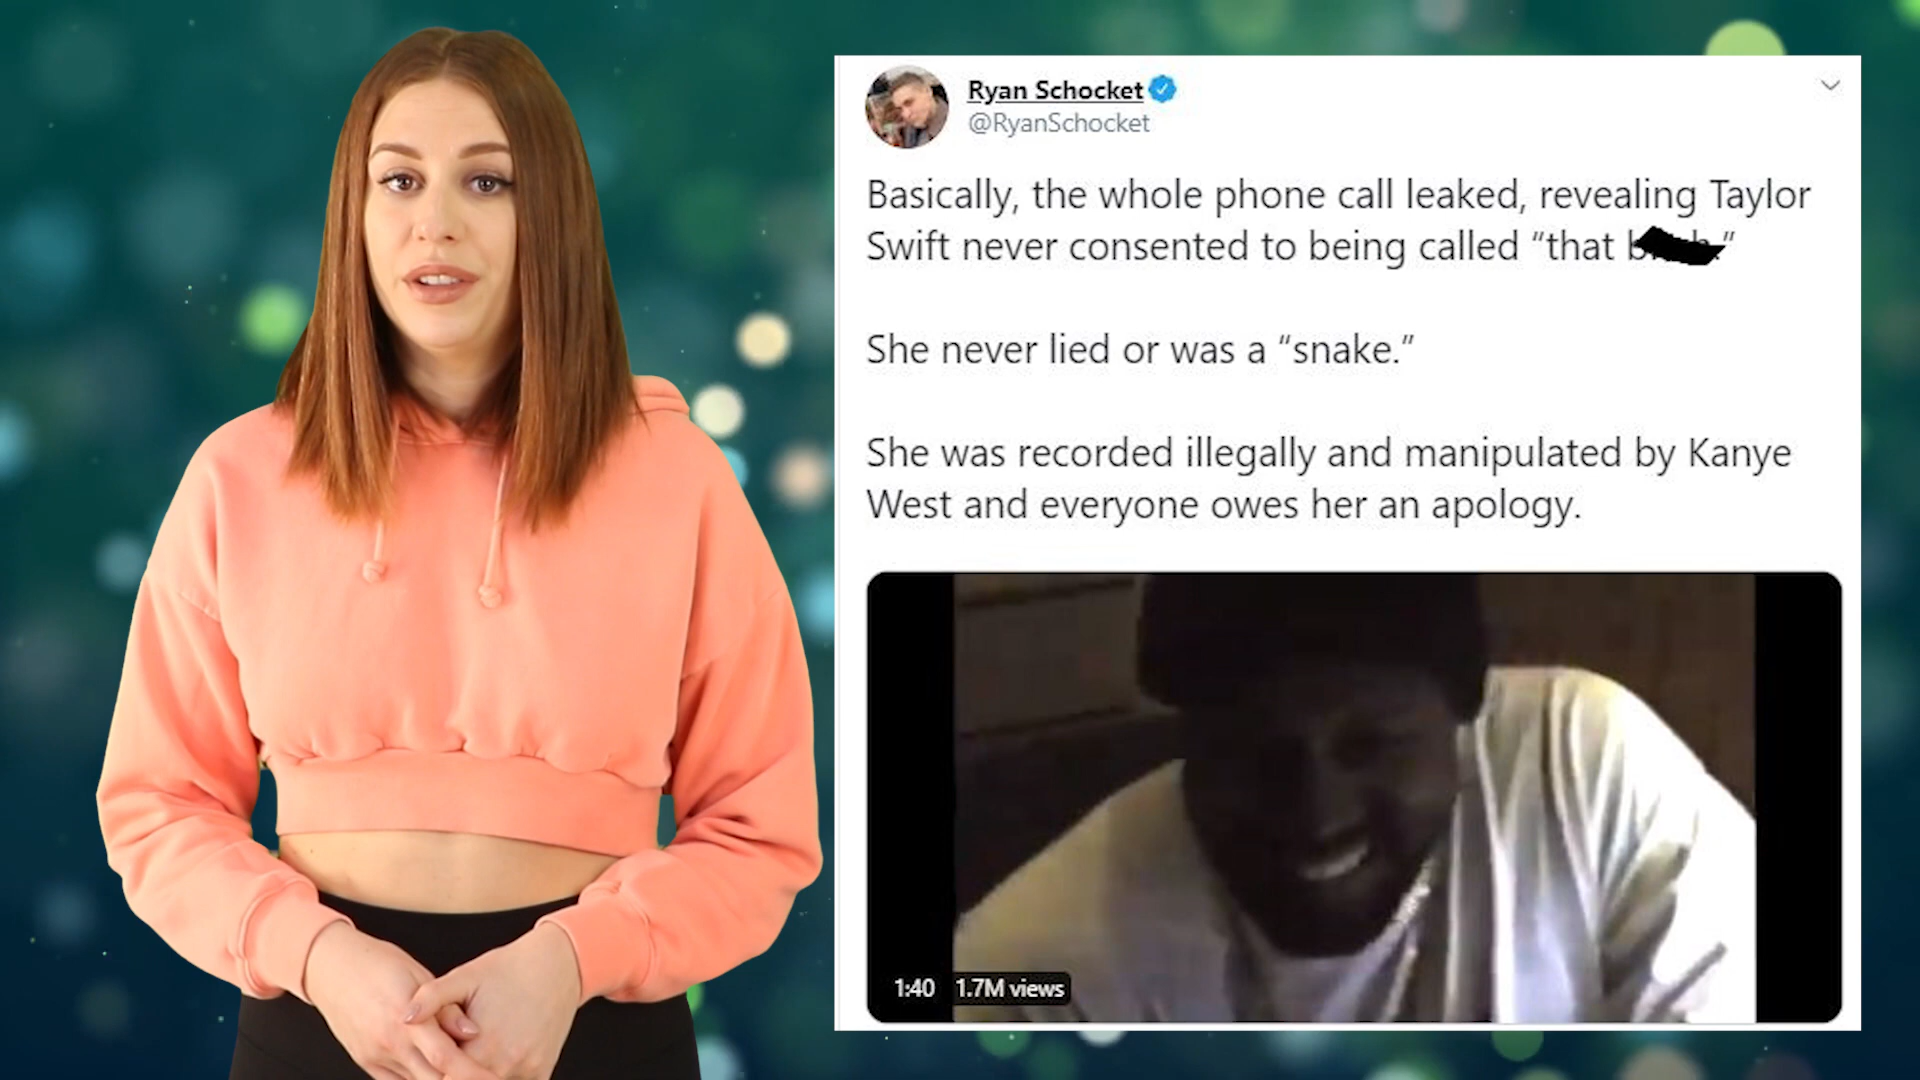 Ryan Schocket
@RyanSchocket
Basically, the whole phone call leaked, revealing Taylor
Swift never consented to being called “that
She never lied or was a “snake.”
She was recorded illegally and manipulated by Kanye
West and everyone owes her an apology.
1:40 1.7M views